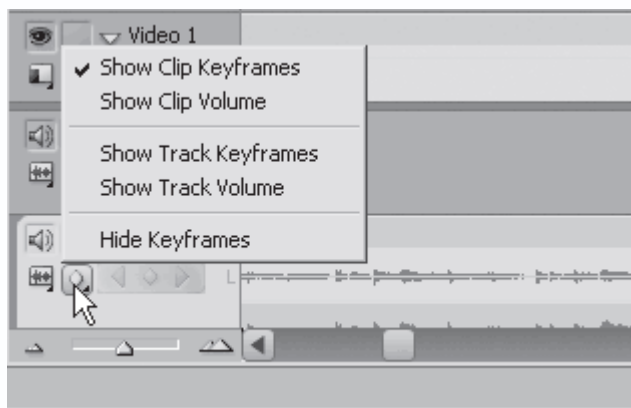 Video 1
Show Clip Keyframes
Show Clip Volume
Show Track Keyframes
Show Track Volume
Hide Keyframes
L